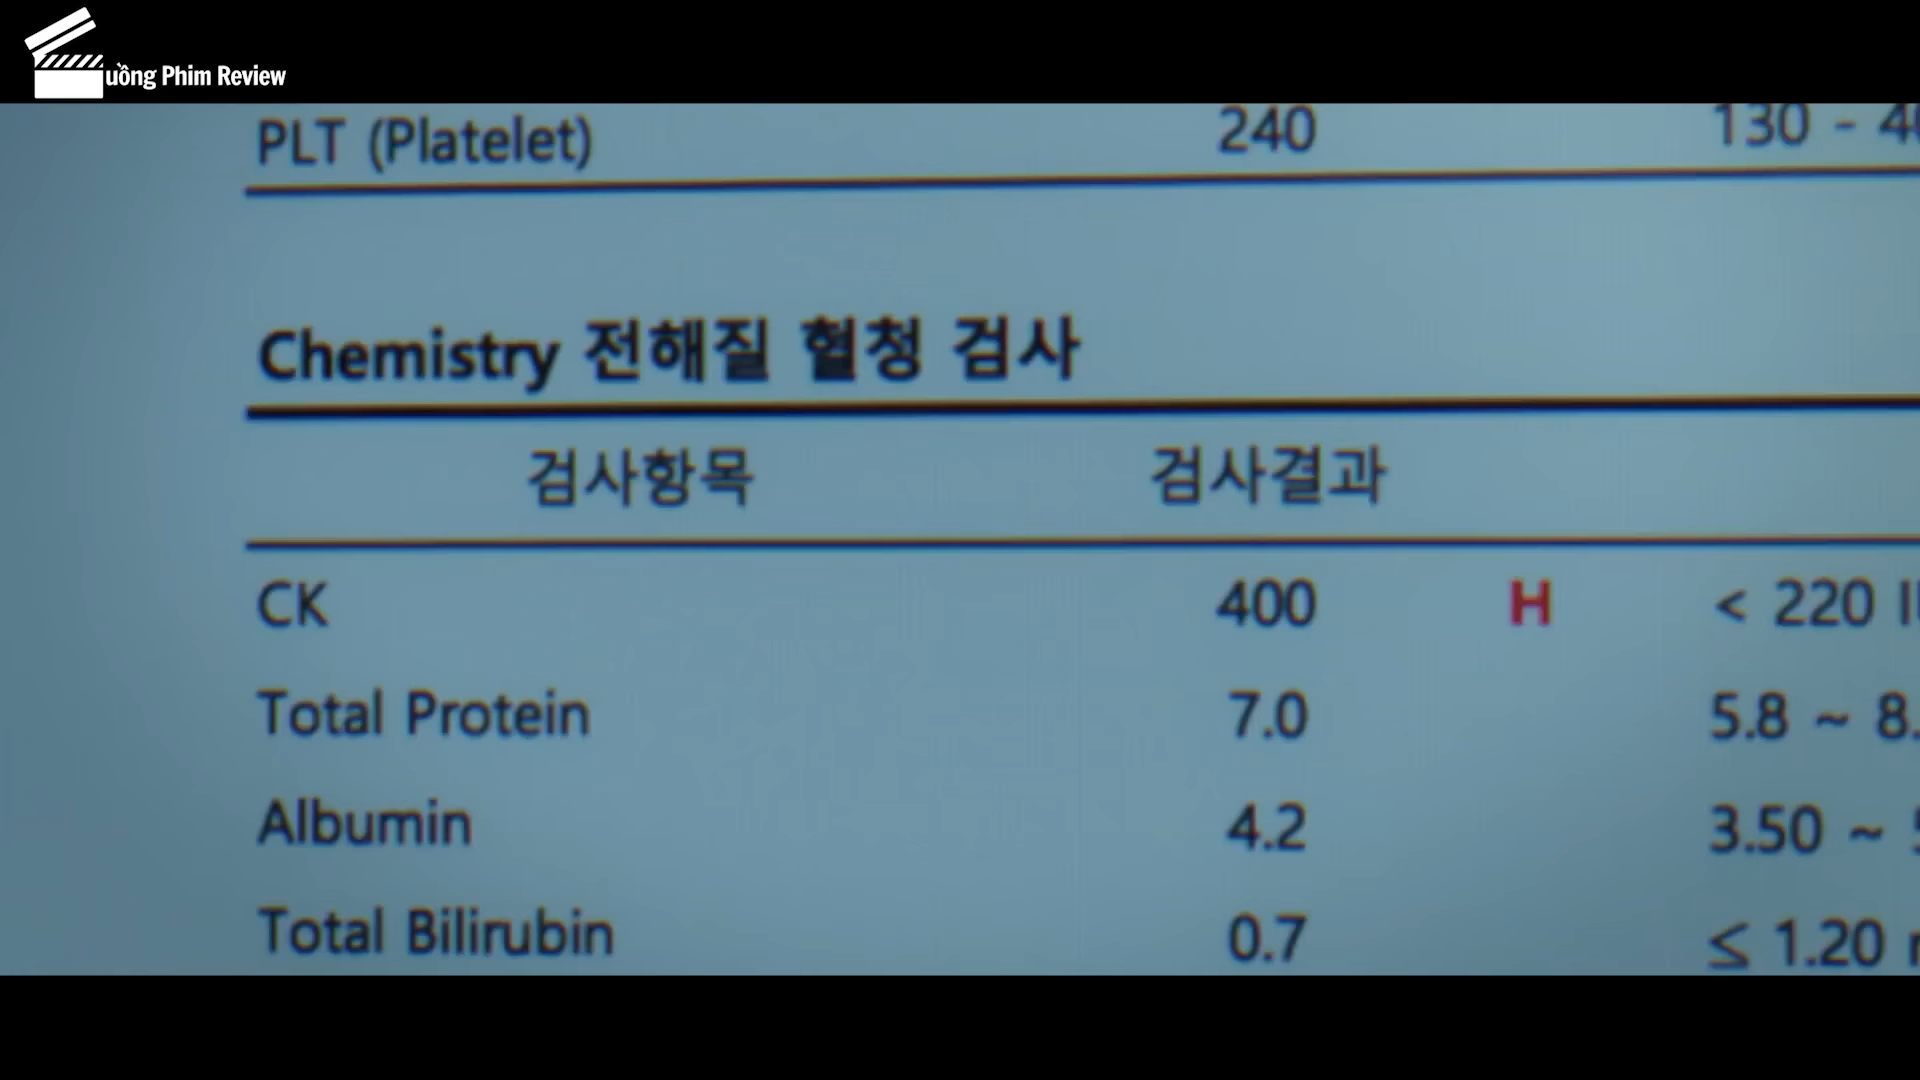 uồng Phim Review
PLT (Platelet) 240 130 - 4
Chemistry 전해질 혈청 검사
검사항목 검사결과
CK 400 H < 220 I
Total Protein 7.0 5.8 ~ 8.
Albumin 4.2 3.50 ~
Total Bilirubin 0.7 ≤ 1.20